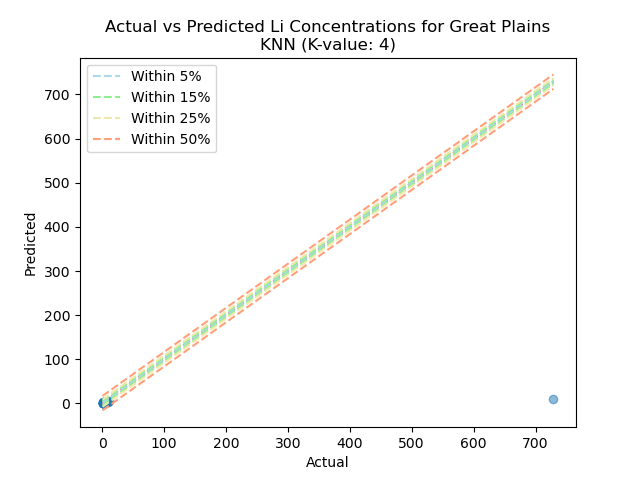 Actual vs Predicted Li Concentrations for Great Plains
KNN (K-value: 4)
Within 5%
Within 15%
Within 25%
Within 50%
700
600
500
400
300
200
100
0
Predicted
0 100 200 300 400 500 600 700
Actual